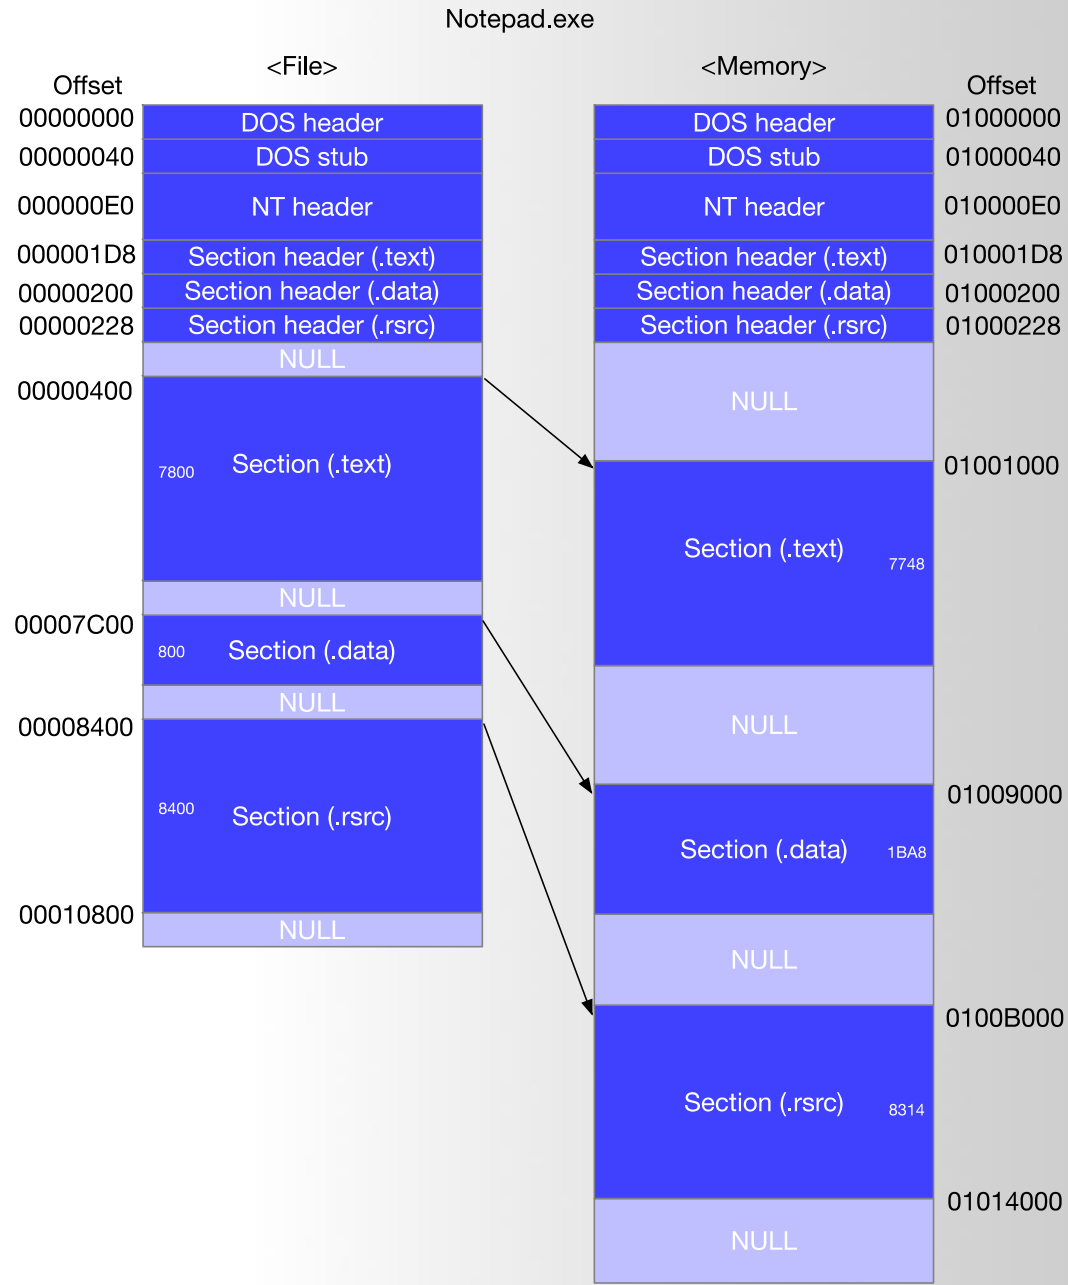 Notepad.exe
<File>
Offset
00000000
DOS header
00000040
DOS stub
000000E0
NT header
000001D8
Section header (.text)
00000200
Section header (.data)
00000228
Section header (.rsrc)
NULL
00000400
7800
Section (.text)
NULL
00007C00
800
Section (.data)
NULL
00008400
8400
Section (.rsrc)
00010800
NULL
<Memory>
Offset
DOS header
01000000
DOS stub
01000040
NT header
010000E0
Section header (.text)
010001D8
Section header (.data)
01000200
Section header (.rsrc)
01000228
NULL
01001000
Section (.text)
7748
NULL
01009000
Section (.data)
1BA8
NULL
0100B000
Section (.rsrc)
8314
01014000
NULL